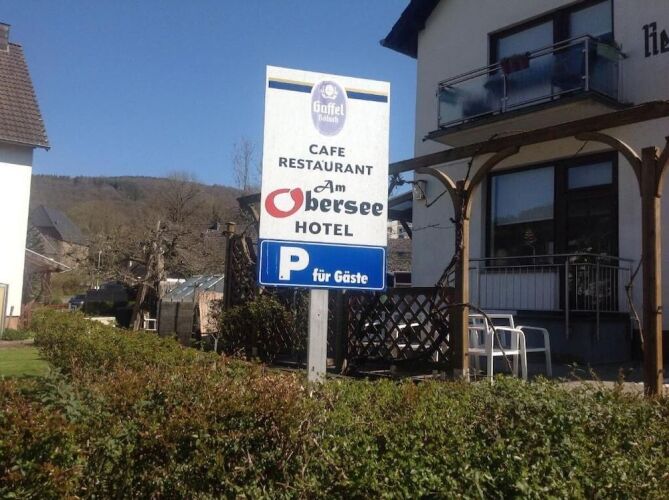 Gaffel
Kölsch
CAFE
RESTAURANT
Am
Obersee
HOTEL
P für Gäste